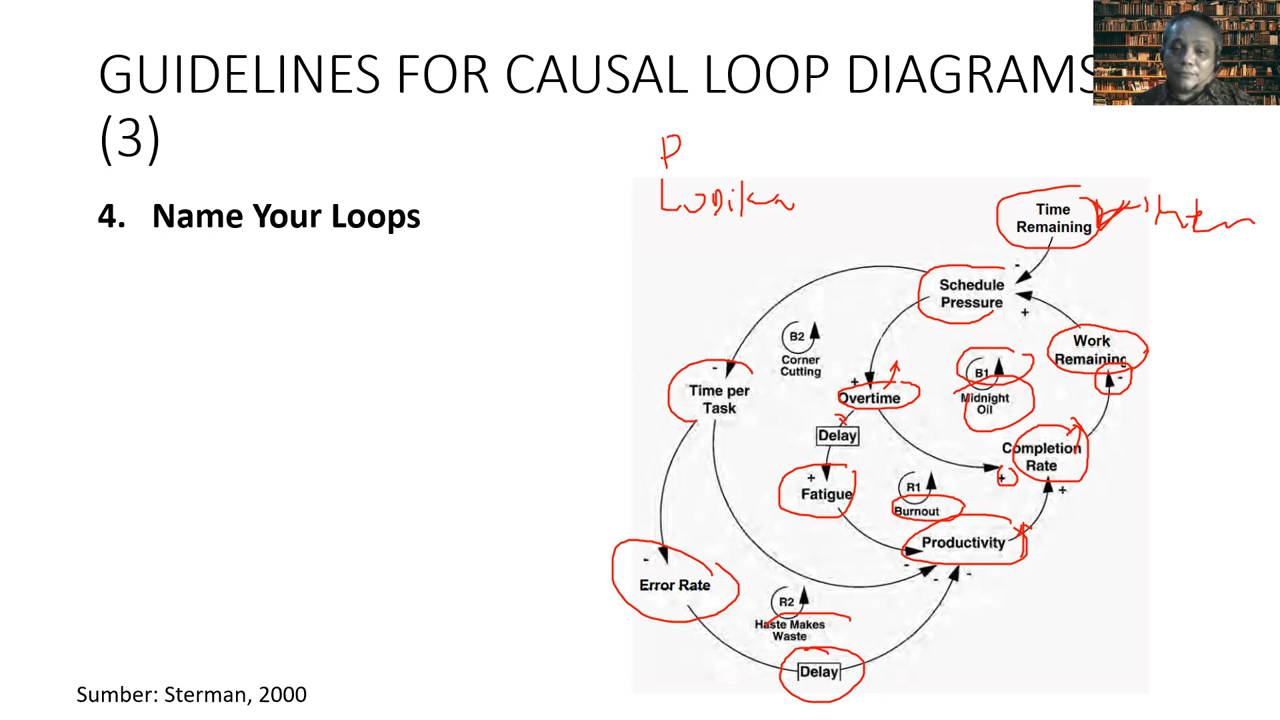 GUIDELINES FOR CAUSAL LOOP DIAGRAMS
(3)
P
Logika
4. Name Your Loops
Time
Remaining
-
Schedule
Pressure
+
B2
Corner
Cutting
Work
Remaining
-
B1
Midnight
Oil
-
Time per
Task
+
Overtime
Delay
Completion
Rate
+
+
Fatigue
+
R1
Burnout
Productivity
-
-
-
-
Error Rate
R2
Haste Makes
Waste
Delay
Sumber: Sterman, 2000